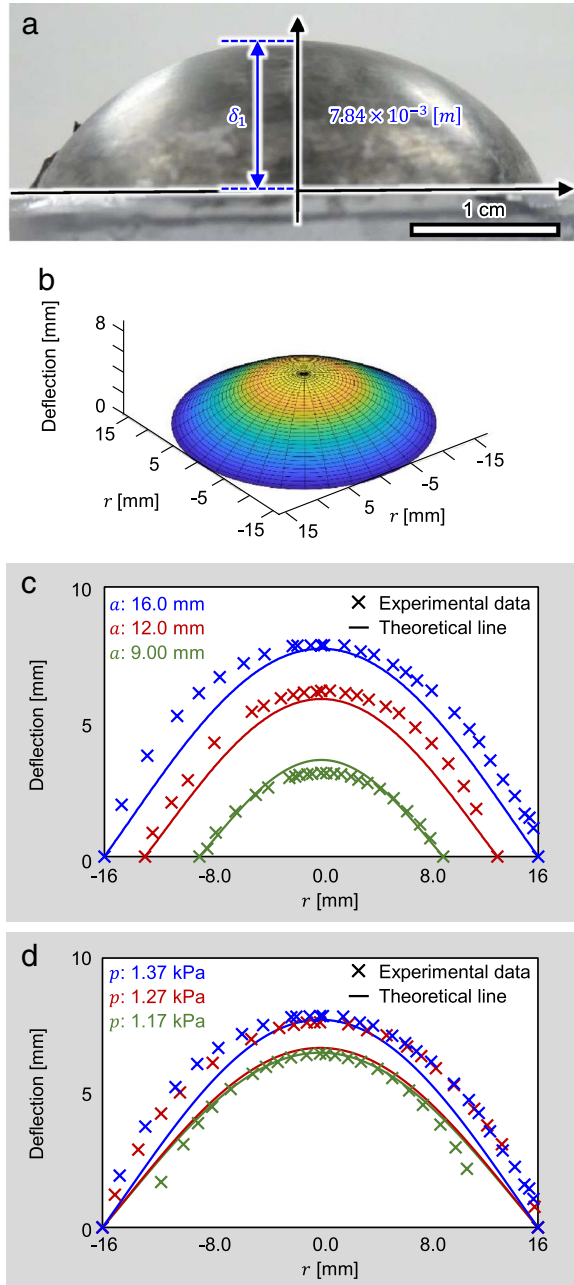 a
δ₁
7.84 × 10⁻³ [m]
1 cm
b
Deflection [mm]
8
0
15
5
-5
-15
r [mm]
15
5
-5
-15
r [mm]
c
a: 16.0 mm
a: 12.0 mm
a: 9.00 mm
Experimental data
Theoretical line
Deflection [mm]
10
5
0
-16
-8.0
0.0
8.0
16
r [mm]
d
p: 1.37 kPa
p: 1.27 kPa
p: 1.17 kPa
Experimental data
Theoretical line
Deflection [mm]
10
5
0
-16
-8.0
0.0
8.0
16
r [mm]